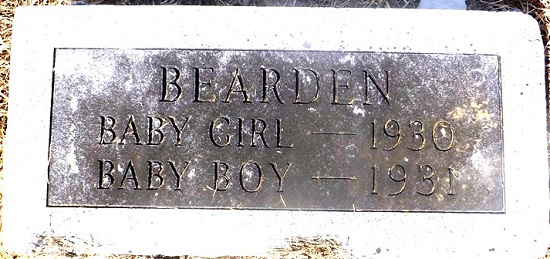 BEARDEN
BABY GIRL — 1930
BABY BOY — 1931